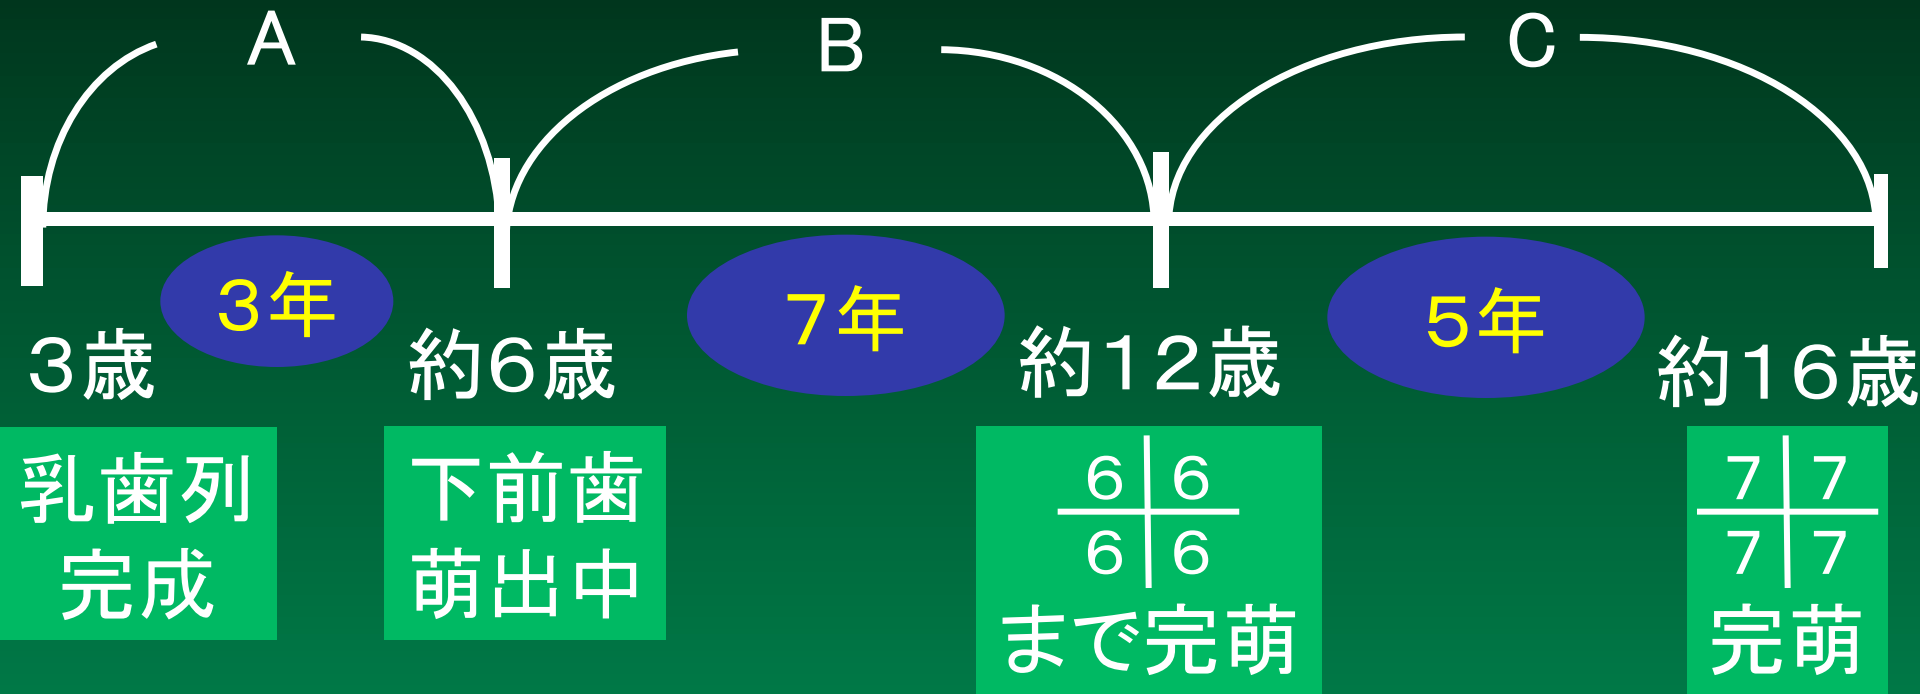 A
B
C
３年
７年
５年
３歳
約６歳
約１２歳
約１６歳
乳歯列
完成
下前歯
萌出中
６ ６
６ ６
まで完萌
７ ７
７ ７
完萌